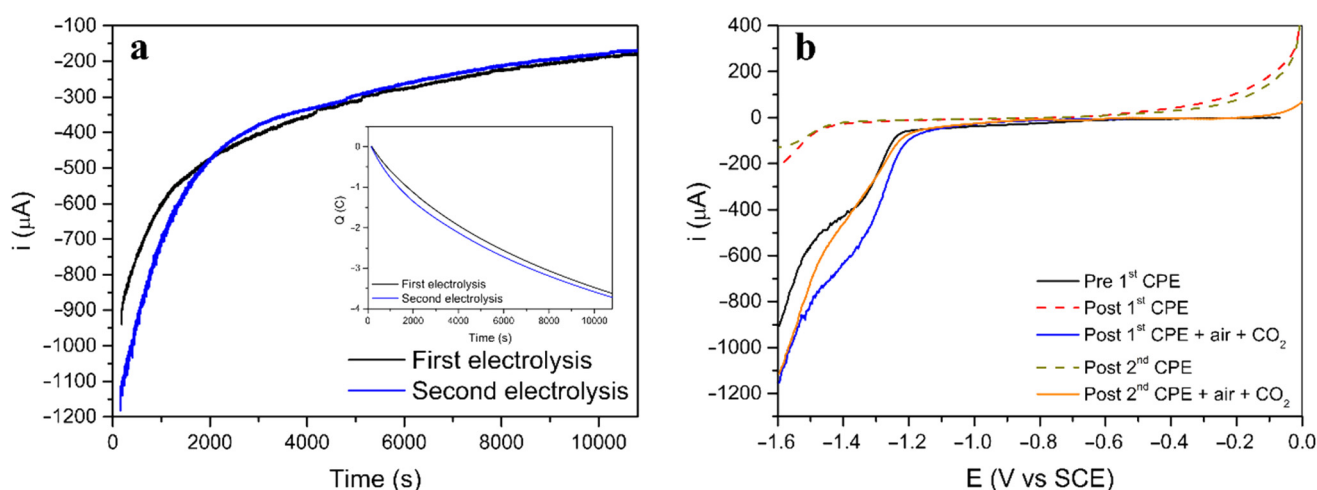 a
i (µA)
−100
−200
−300
−400
−500
−600
−700
−800
−900
−1000
−1100
−1200
0
2000
4000
6000
8000
10000
Time (s)
First electrolysis
Second electrolysis
Q (C)
0
−1
−2
−3
−4
0
2000
4000
6000
8000
10000
Time (s)
First electrolysis
Second electrolysis
b
i (µA)
400
200
0
−200
−400
−600
−800
−1000
−1200
−1.6
−1.4
−1.2
−1.0
−0.8
−0.6
−0.4
−0.2
0.0
E (V vs SCE)
Pre 1st CPE
Post 1st CPE
Post 1st CPE + air + CO2
Post 2nd CPE
Post 2nd CPE + air + CO2